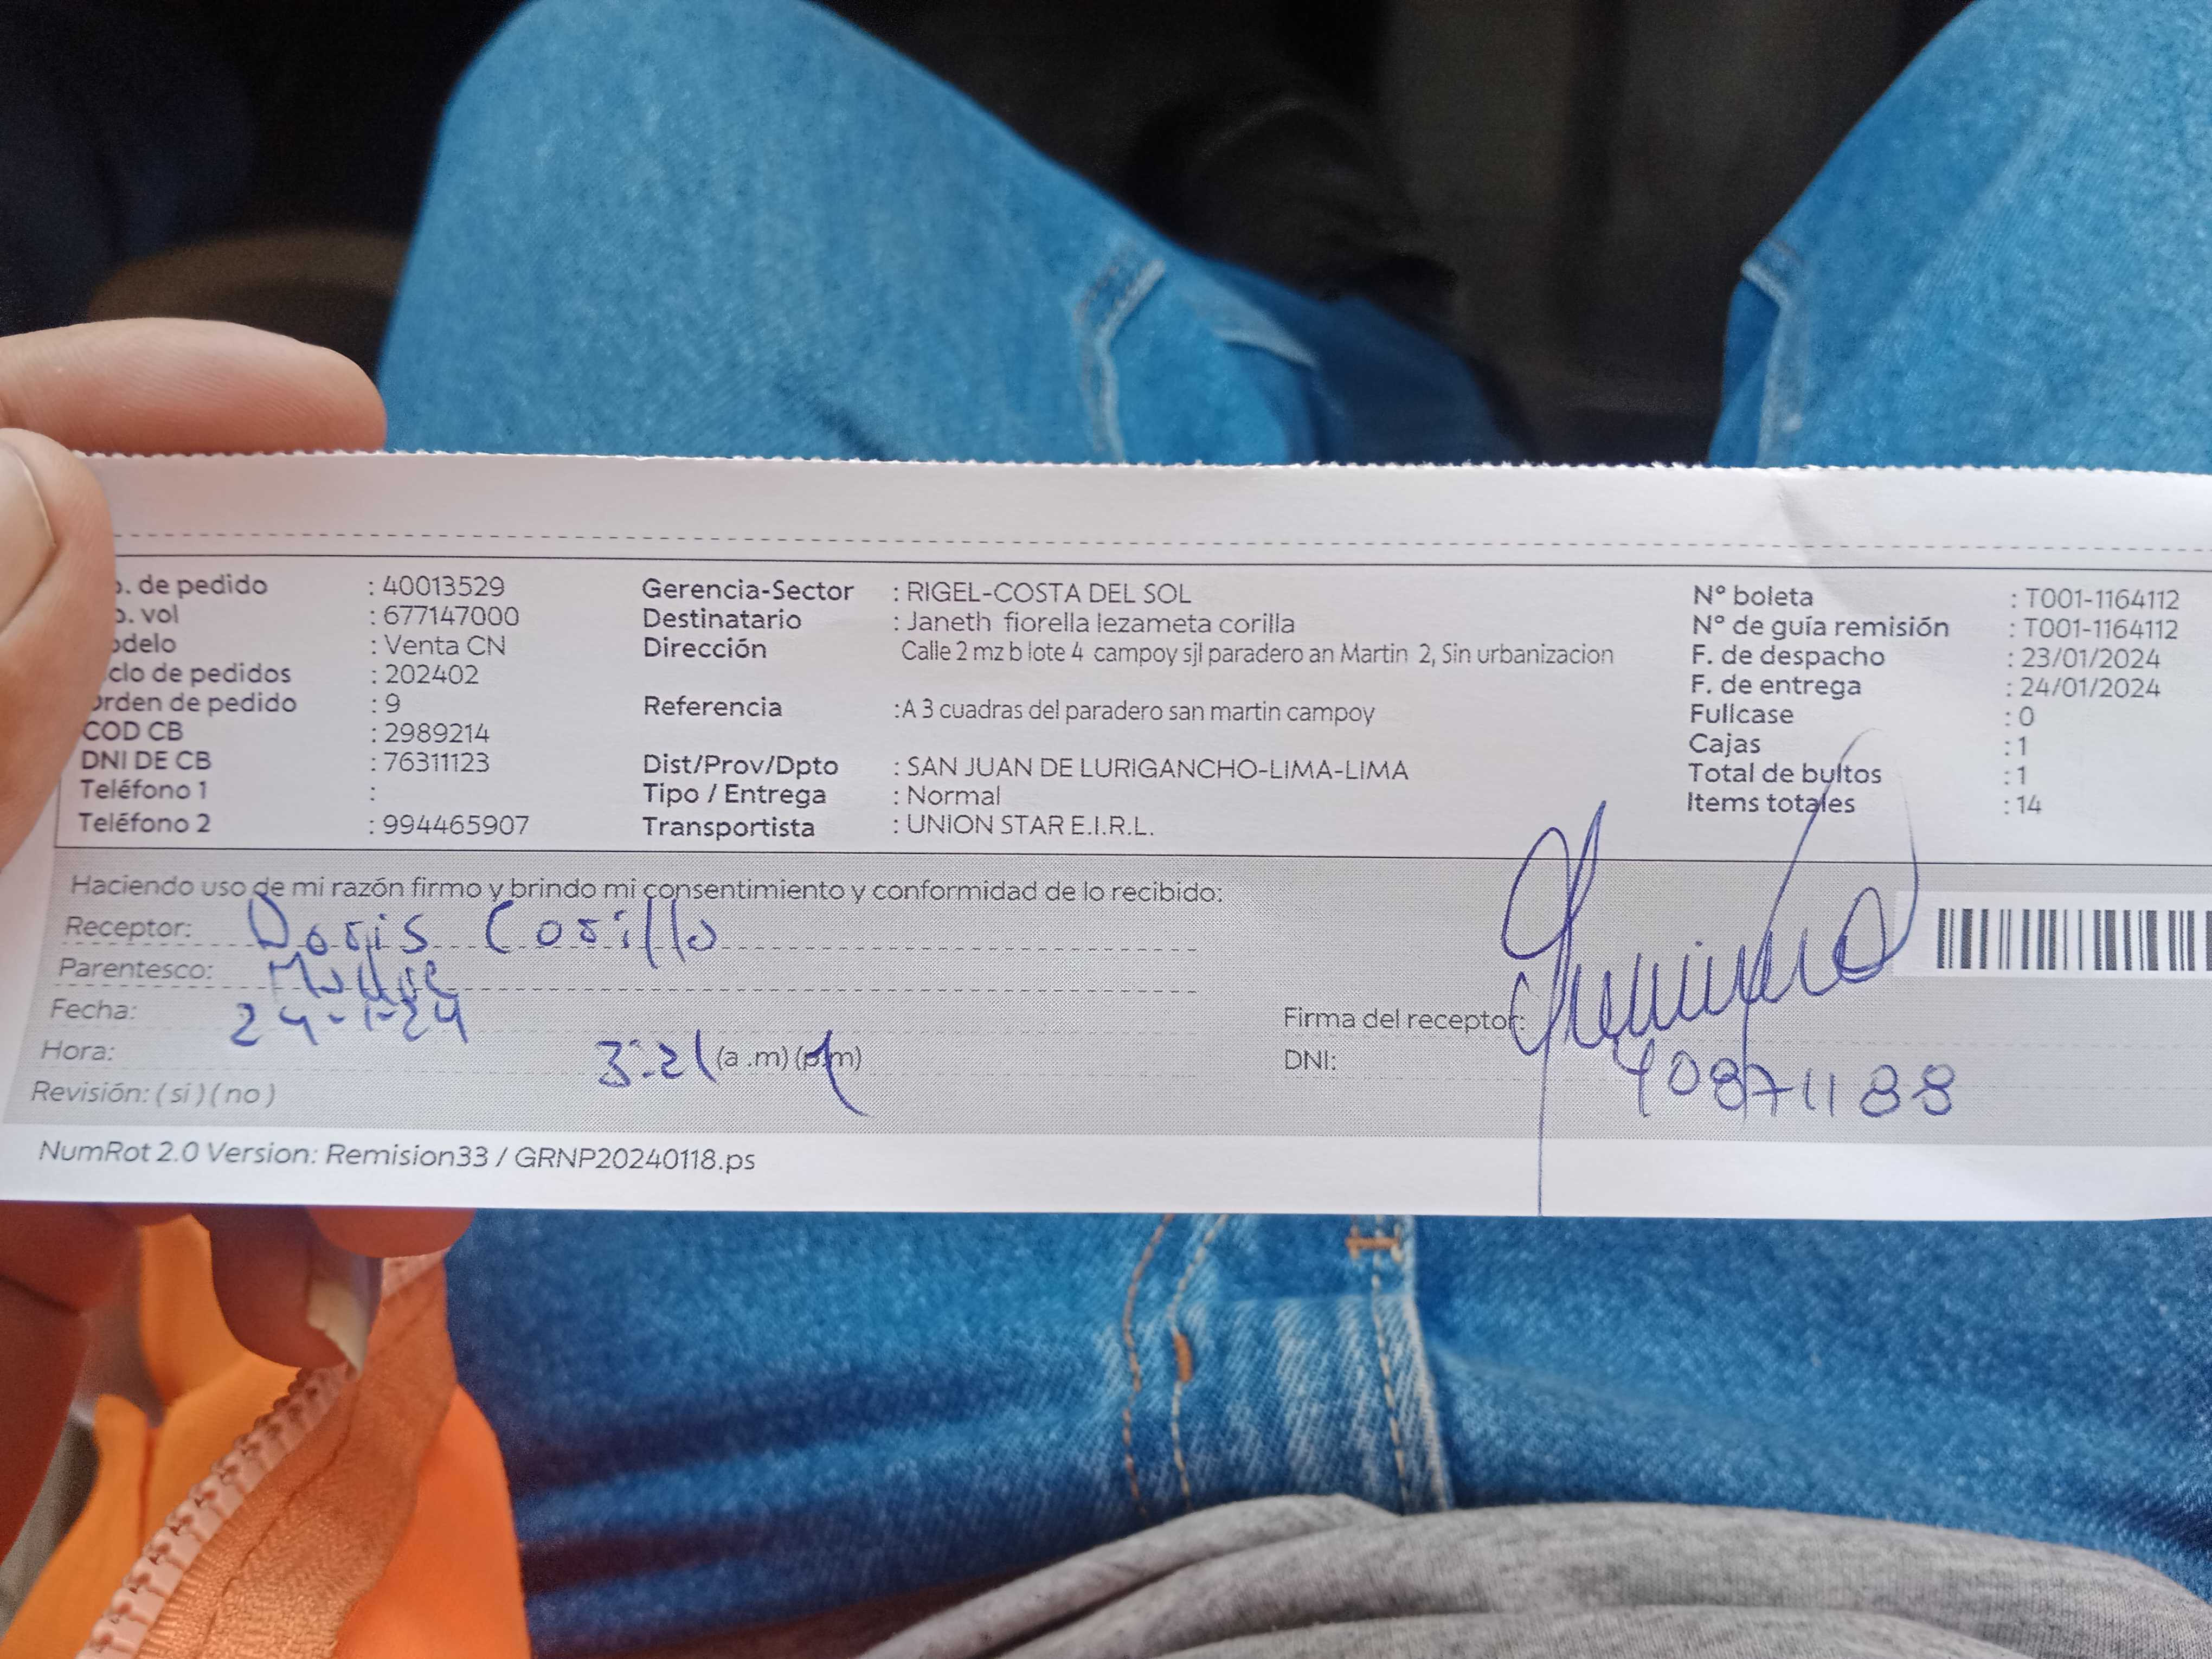 o. de pedido : 40013529
o. vol : 677147000
odelo : Venta CN
clo de pedidos : 202402
Orden de pedido : 9
COD CB : 2989214
DNI DE CB : 76311123
Teléfono 1 :
Teléfono 2 : 994465907
Gerencia-Sector : RIGEL-COSTA DEL SOL
Destinatario : Janeth fiorella lezameta corilla
Dirección Calle 2 mz b lote 4 campoy sjl paradero an Martin 2, Sin urbanizacion
Referencia :A 3 cuadras del paradero san martin campoy
Dist/Prov/Dpto : SAN JUAN DE LURIGANCHO-LIMA-LIMA
Tipo / Entrega : Normal
Transportista : UNION STAR E.I.R.L.
Nº boleta : T001-1164112
Nº de guía remisión : T001-1164112
F. de despacho : 23/01/2024
F. de entrega : 24/01/2024
Fullcase : 0
Cajas : 1
Total de bultos : 1
Items totales : 14
Haciendo uso de mi razón firmo y brindo mi consentimiento y conformidad de lo recibido:
Receptor: Doris Corilla
Parentesco: Madre
Fecha: 24-1-24
Hora: 3:21 (a .m) (p.m)
Revisión: ( si ) ( no )
Firma del receptor:
DNI: 40871188
NumRot 2.0 Version: Remision33 / GRNP20240118.ps